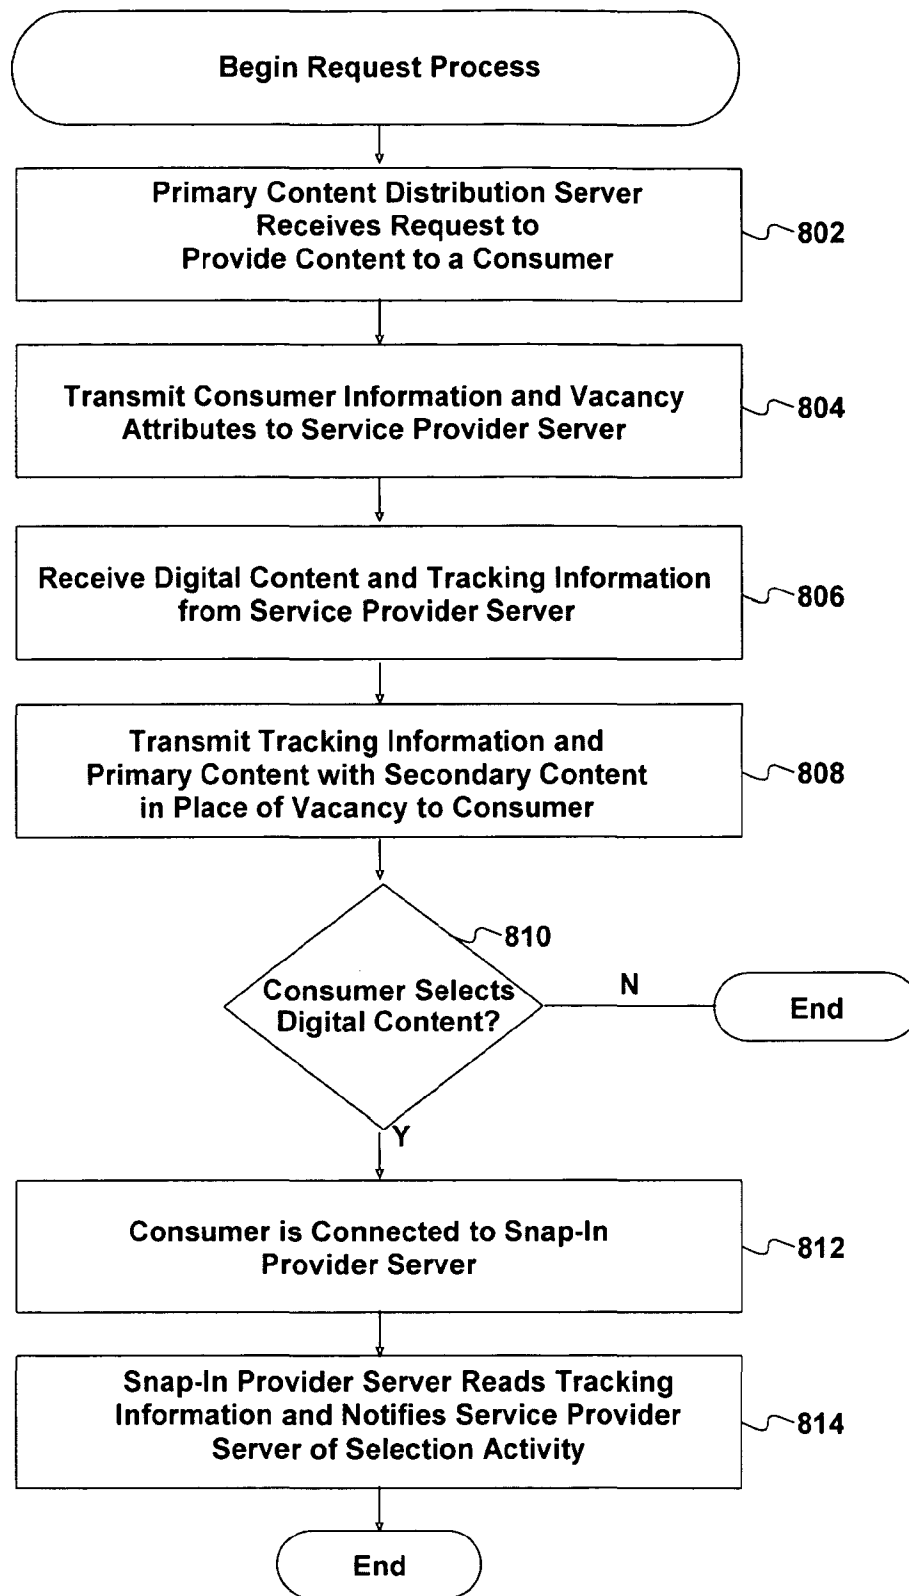 Begin Request Process
Primary Content Distribution Server
Receives Request to
Provide Content to a Consumer
802
Transmit Consumer Information and Vacancy
Attributes to Service Provider Server
804
Receive Digital Content and Tracking Information
from Service Provider Server
806
Transmit Tracking Information and
Primary Content with Secondary Content
in Place of Vacancy to Consumer
808
810
Consumer Selects
Digital Content?
N
End
Y
Consumer is Connected to Snap-In
Provider Server
812
Snap-In Provider Server Reads Tracking
Information and Notifies Service Provider
Server of Selection Activity
814
End